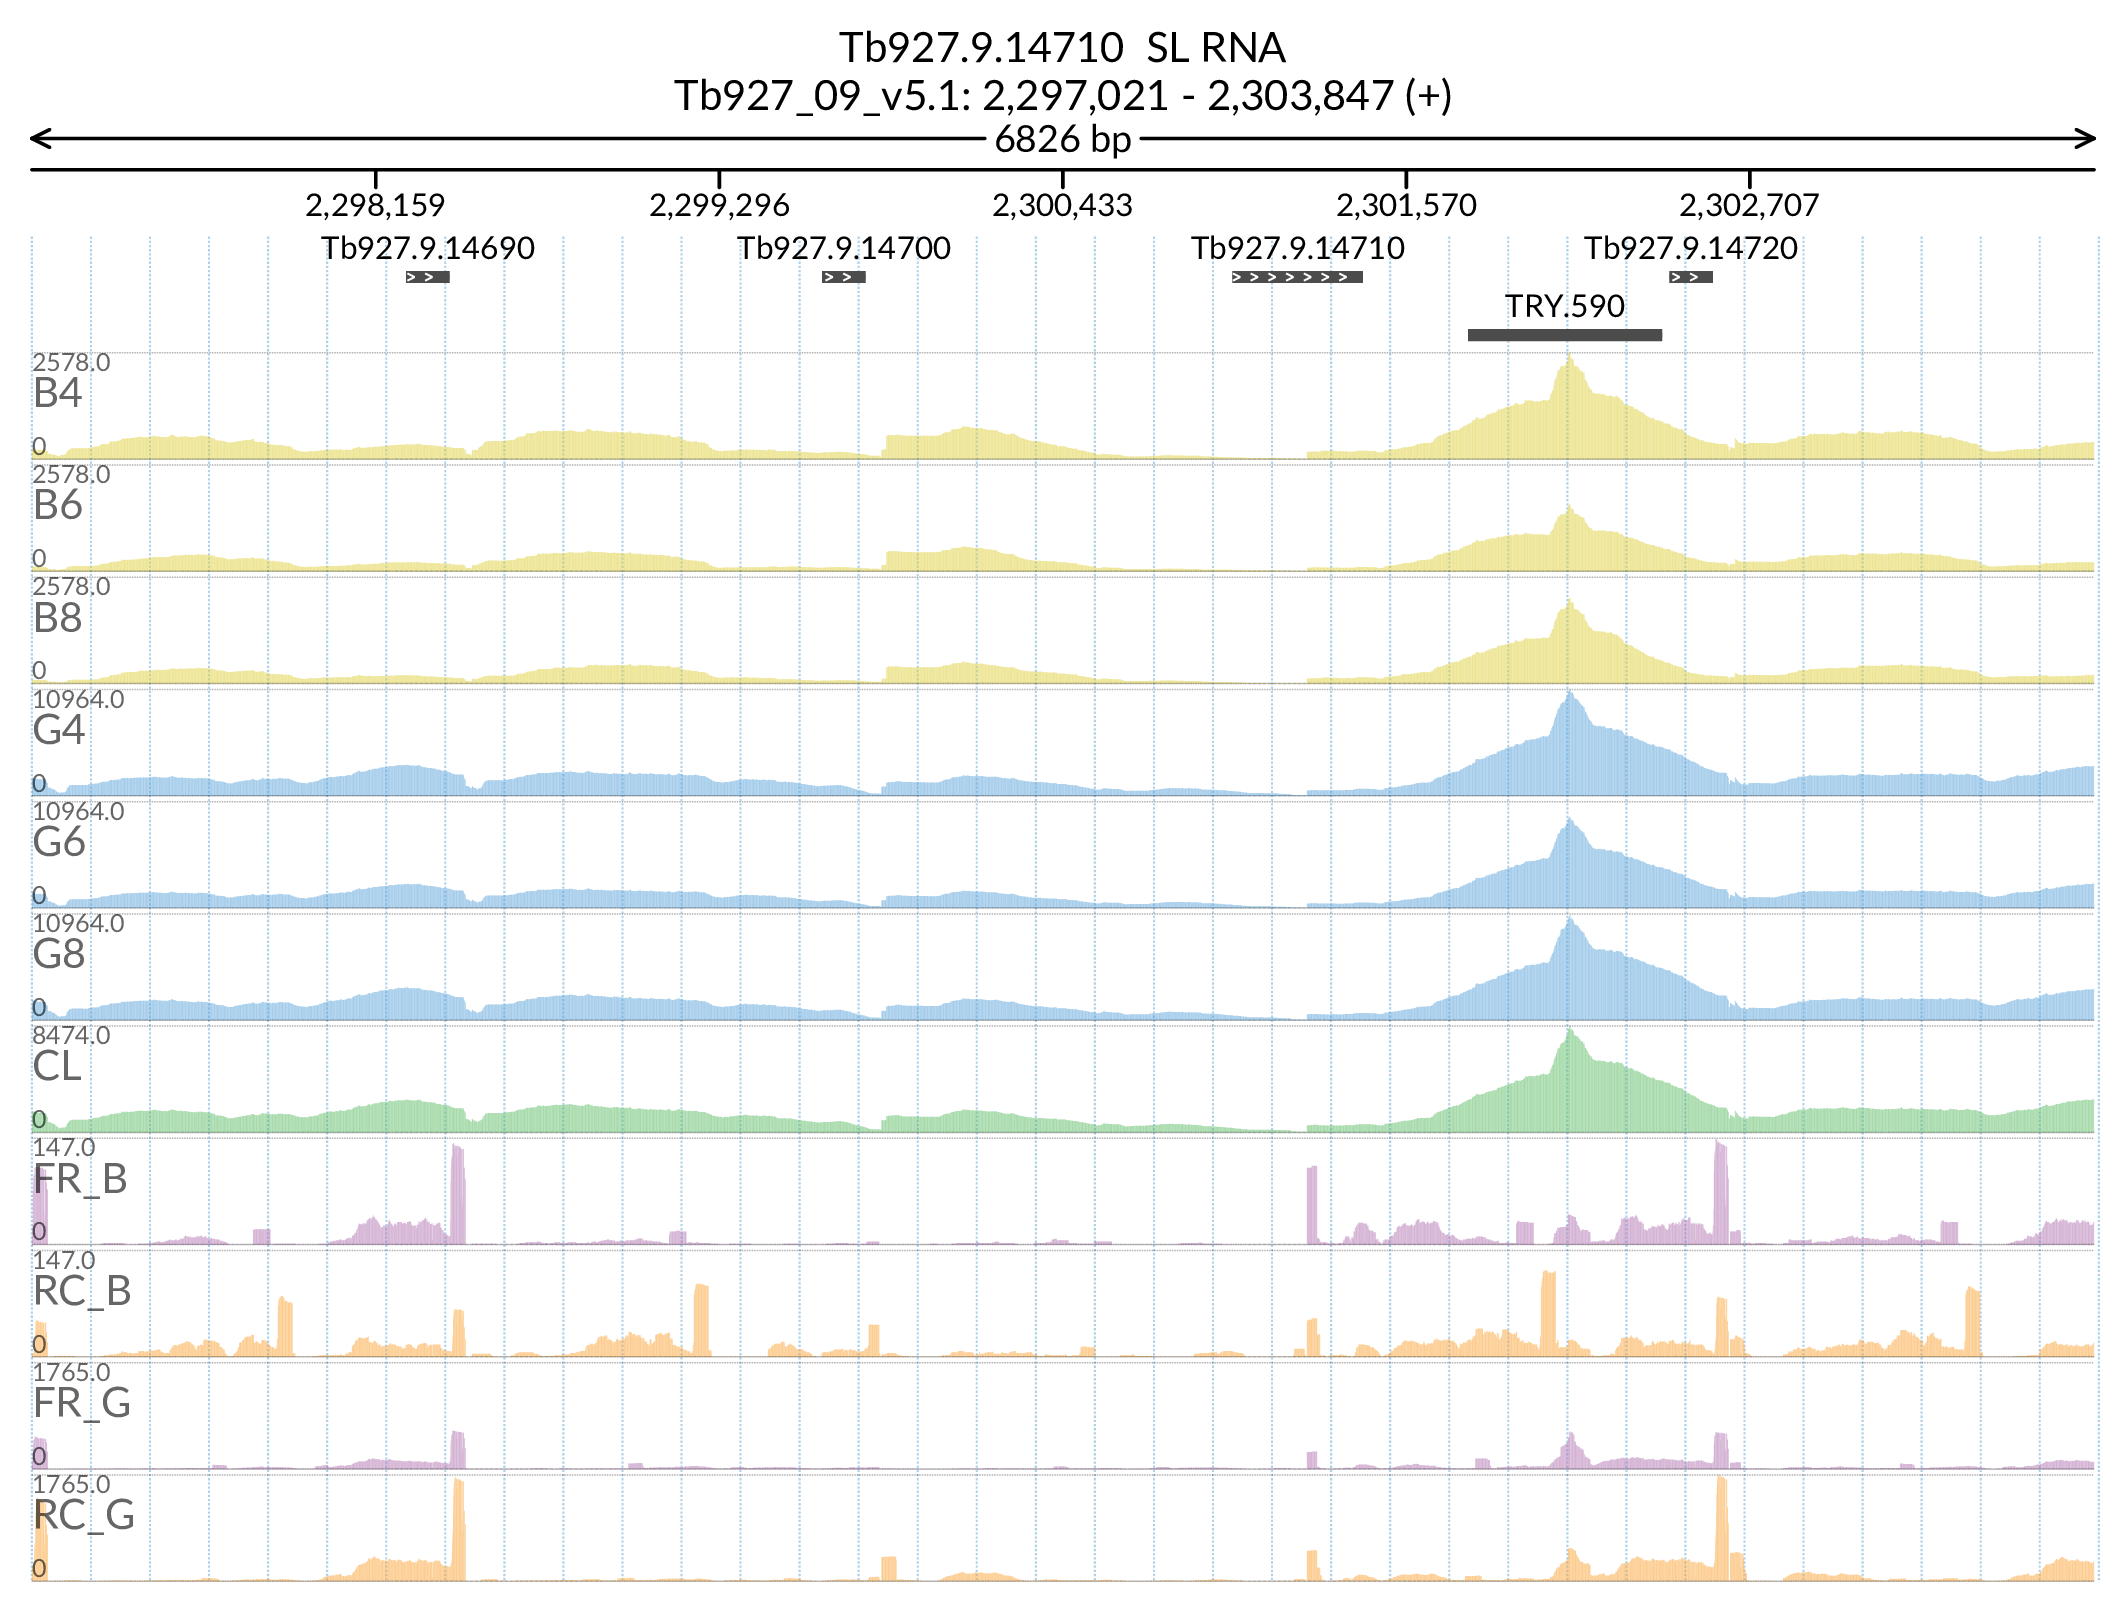 Tb927.9.14710 SL RNA
Tb927_09_v5.1: 2,297,021 - 2,303,847 (+)
6826 bp
2,298,159 2,299,296 2,300,433 2,301,570 2,302,707
Tb927.9.14690 Tb927.9.14700 Tb927.9.14710 Tb927.9.14720
TRY.590
2578.0
B4
0
2578.0
B6
0
2578.0
B8
0
10964.0
G4
0
10964.0
G6
0
10964.0
G8
0
8474.0
CL
0
147.0
FR_B
0
147.0
RC_B
0
1765.0
FR_G
0
1765.0
RC_G
0